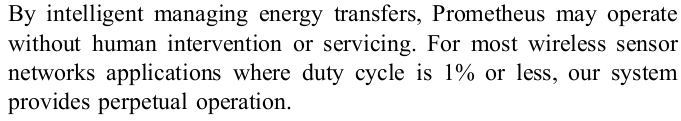 By intelligent managing energy transfers, Prometheus may operate
without human intervention or servicing. For most wireless sensor
networks applications where duty cycle is 1% or less, our system
provides perpetual operation.